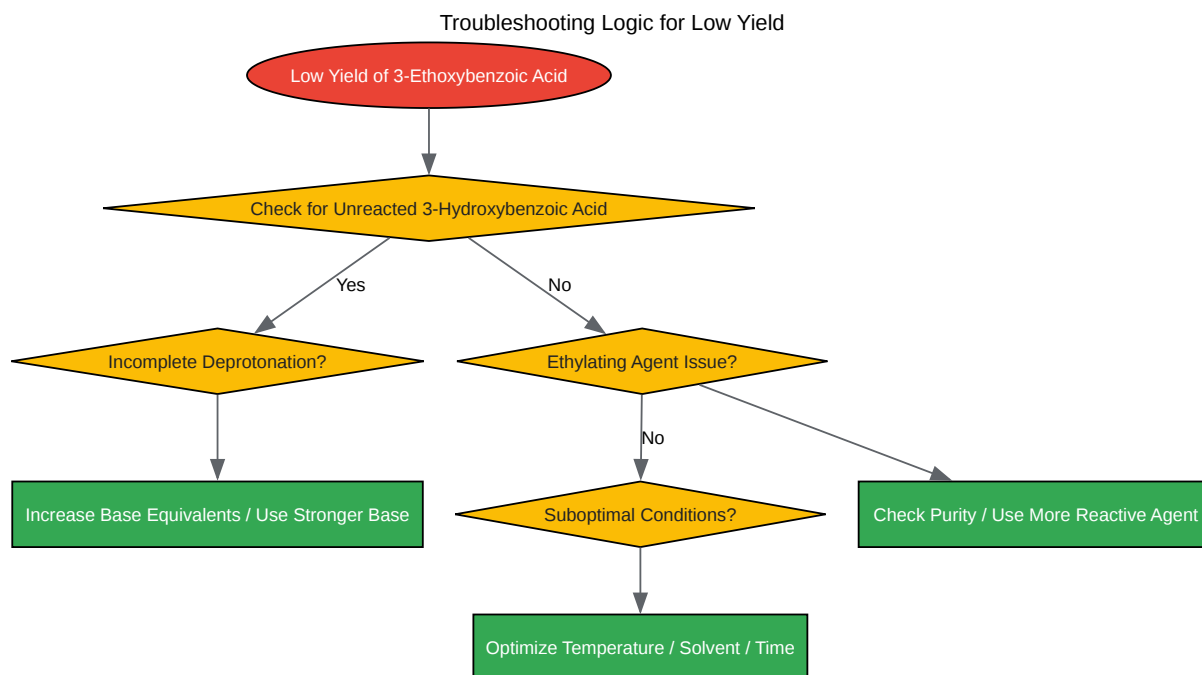 Troubleshooting Logic for Low Yield
Low Yield of 3-Ethoxybenzoic Acid
Check for Unreacted 3-Hydroxybenzoic Acid
Yes
No
Incomplete Deprotonation?
Ethylating Agent Issue?
No
Increase Base Equivalents / Use Stronger Base
Suboptimal Conditions?
Check Purity / Use More Reactive Agent
Optimize Temperature / Solvent / Time